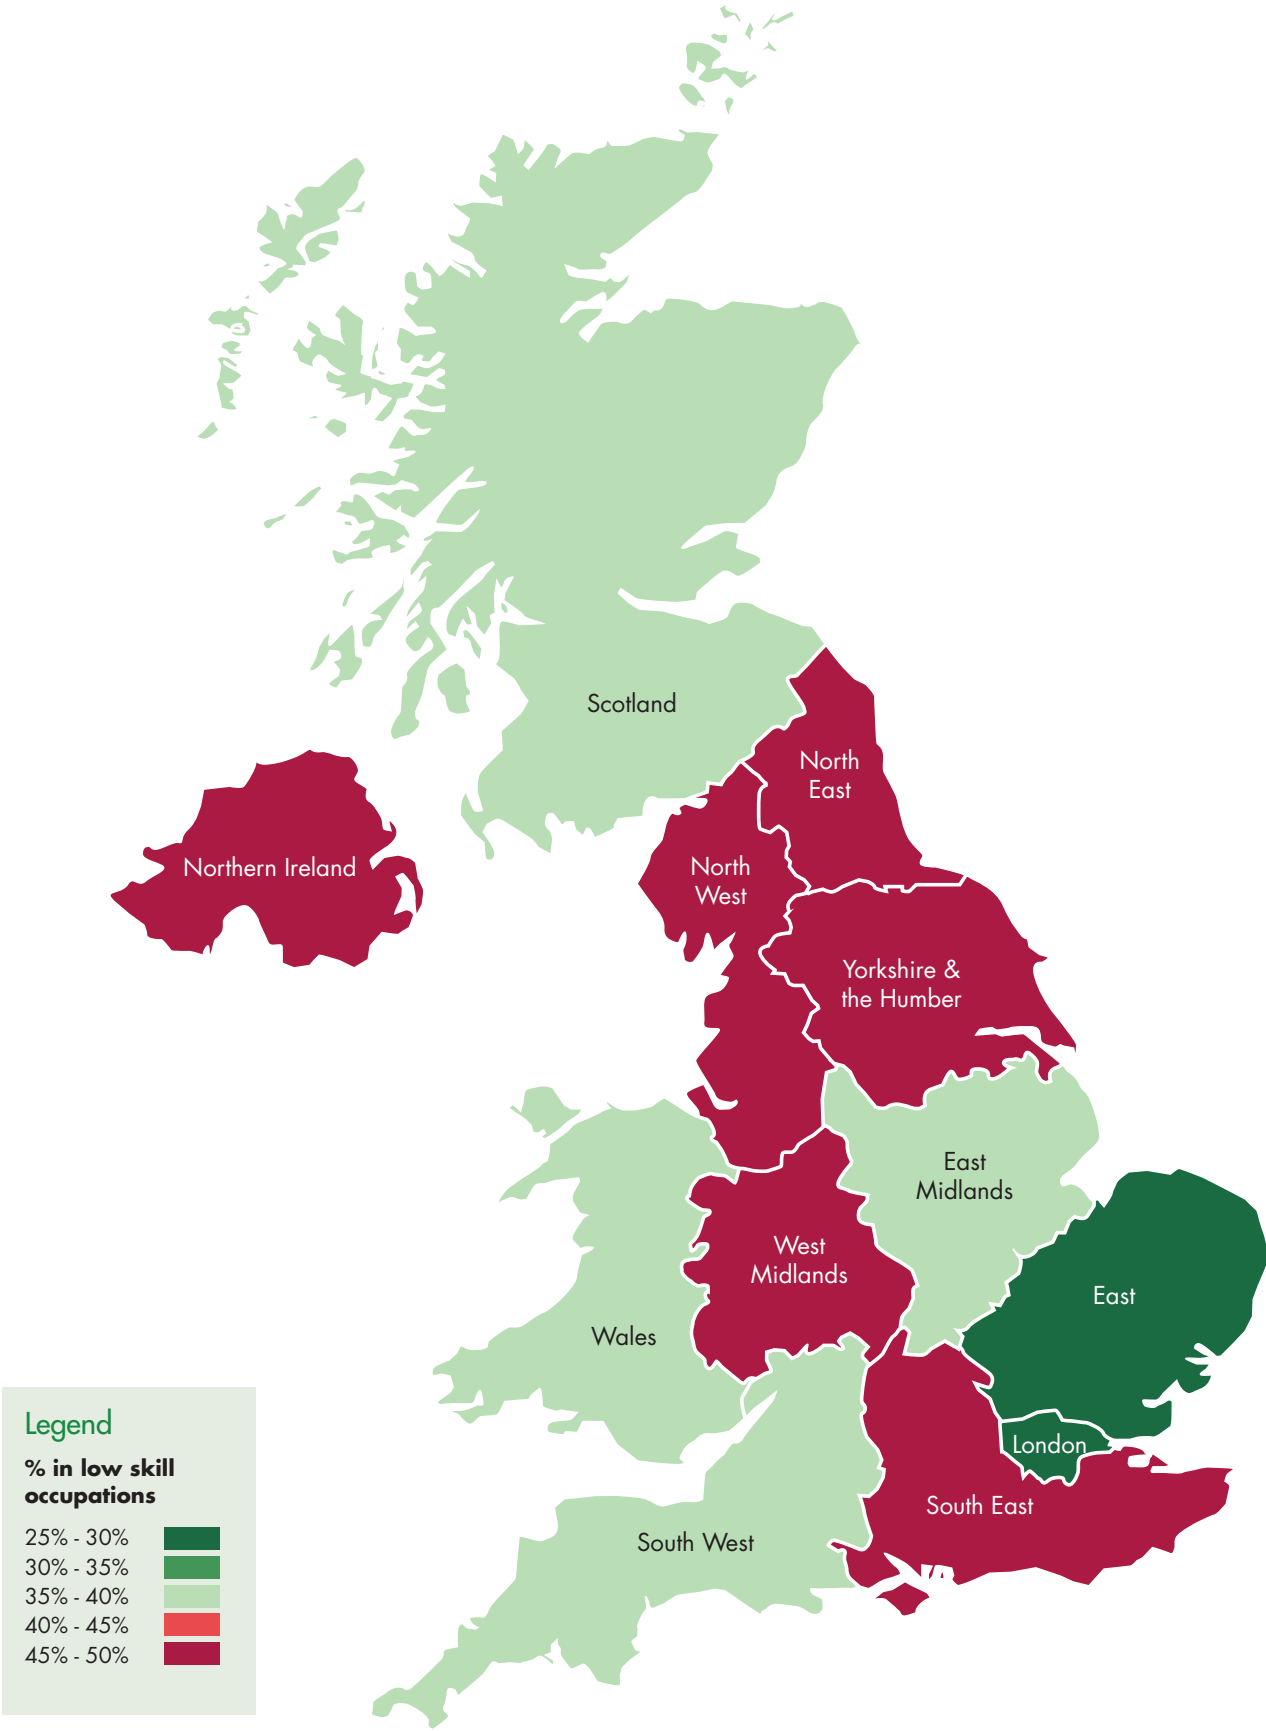 Scotland
North
East
Northern Ireland
North
West
Yorkshire &
the Humber
East
Midlands
West
Midlands
East
Wales
London
South East
South West
Legend
% in low skill
occupations
25% - 30%
30% - 35%
35% - 40%
40% - 45%
45% - 50%